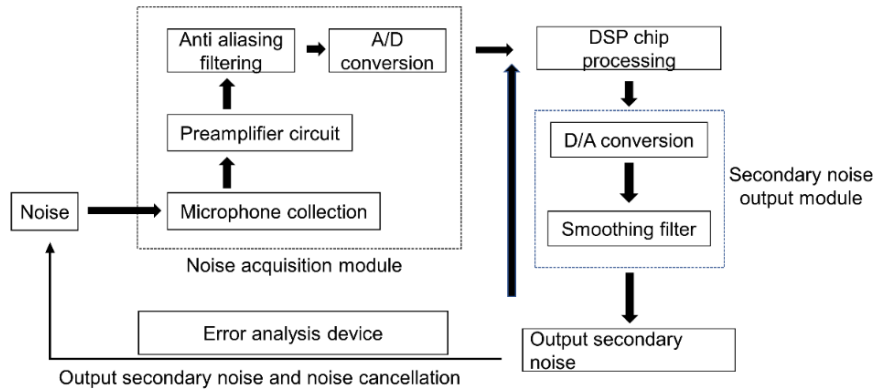 Anti aliasing
filtering
A/D
conversion
DSP chip
processing
Preamplifier circuit
D/A conversion
Secondary noise
output module
Noise
Microphone collection
Smoothing filter
Noise acquisition module
Error analysis device
Output secondary
noise
Output secondary noise and noise cancellation